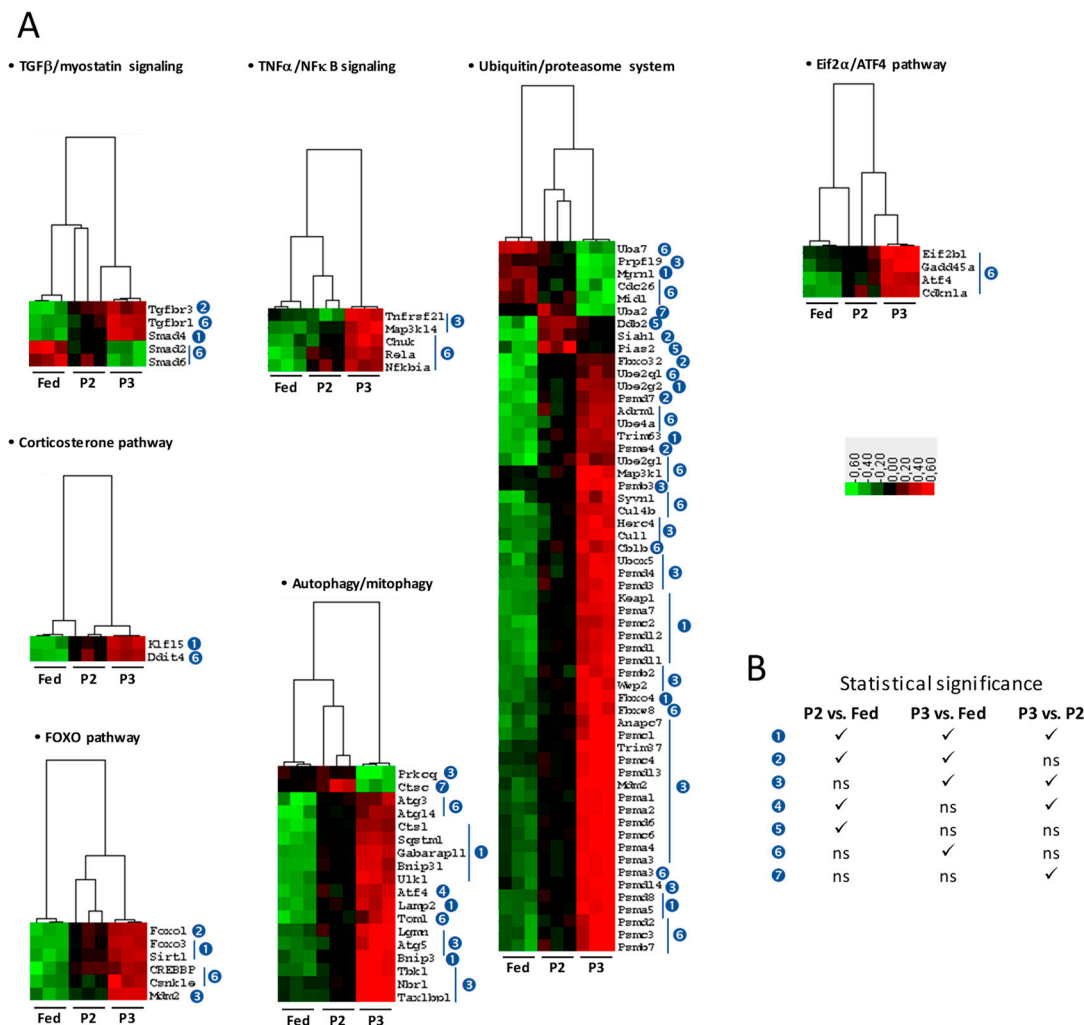 A
• TGFβ/myostatin signaling
Tgfbr3 2
Tgfbr1 6
Smad4 1
Smad2
6
Smad6
Fed P2 P3
• TNFα/NFκB signaling
Tnfrsf21
3
Map3k14
Chuk
Rela 6
Nfkbia
Fed P2 P3
• Ubiquitin/proteasome system
Uba7 6
Prpf19 3
Mgrn1 1
Cdc26
6
Mid1
Uba2 7
Ddb2 5
Siah1 2
Pias2 5
Fbxo32 2
Ube2q1 6
Ube2g2 1
Psmd7 2
Adrm1
6
Ube4a
Trim63 1
Psme4 2
Ube2g1
6
Map3k1
Psmb3 3
Syvn1
6
Cul4b
Herc4
3
Cul1
Cblb 6
Ubox5
Psmd4 3
Psmd3
Keap1
Psma7
Psmc2
1
Psmd12
Psmd1
Psmd11
Psmb2
3
Wwp2
Fbxo4 1
Fbxw8 6
Anapc7
Psmc1
Trim37
Psmc4
Psmd13
Mdm2 3
Psma1
Psma2
Psmd6
Psmc6
Psma4
Psma3
Psma3 6
Psmd14 3
Psmd8
1
Psma5
Psmd2
Psmc3 6
Psmb7
Fed P2 P3
• Eif2α/ATF4 pathway
Eif2b1
Gadd45a
6
Atf4
Cdkn1a
Fed P2 P3
-0,60
-0,40
-0,20
0,00
0,20
0,40
0,60
• Corticosterone pathway
Klf15 1
Ddit4 6
Fed P2 P3
• FOXO pathway
Foxo1 2
Foxo3
1
Sirt1
CREBBP
6
Csnk1e
Mdm2 3
Fed P2 P3
• Autophagy/mitophagy
Prkcq 3
Ctsc 7
Atg3
6
Atg14
Ctsl
Sqstm1
Gabarapl1 1
Bnip3l
Ulk1
Atf4 4
Lamp2 1
Tom1 6
Lgmn
Atg5 3
Bnip3 1
Tbk1
Nbr1 3
Tax1bp1
Fed P2 P3
B
Statistical significance
P2 vs. Fed P3 vs. Fed P3 vs. P2
1 ✓ ✓ ✓
2 ✓ ✓ ns
3 ns ✓ ✓
4 ✓ ns ✓
5 ✓ ns ns
6 ns ✓ ns
7 ns ns ✓